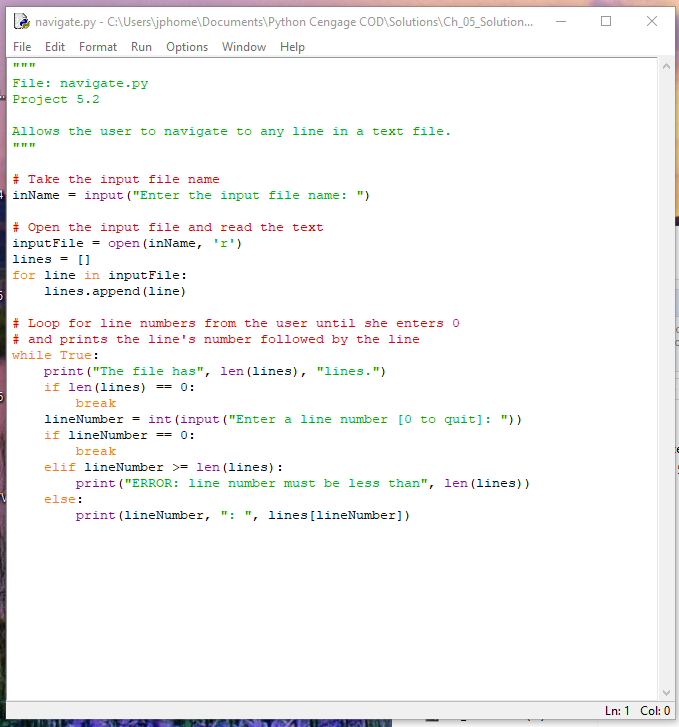 navigate.py - C:\Users\jphome\Documents\Python Cengage COD\Solutions\Ch_05_Solution...
File Edit Format Run Options Window Help
"""
File: navigate.py
Project 5.2

Allows the user to navigate to any line in a text file.
"""

# Take the input file name
inName = input("Enter the input file name: ")

# Open the input file and read the text
inputFile = open(inName, 'r')
lines = []
for line in inputFile:
    lines.append(line)

# Loop for line numbers from the user until she enters 0
# and prints the line's number followed by the line
while True:
    print("The file has", len(lines), "lines.")
    if len(lines) == 0:
        break
    lineNumber = int(input("Enter a line number [0 to quit]: "))
    if lineNumber == 0:
        break
    elif lineNumber >= len(lines):
        print("ERROR: line number must be less than", len(lines))
    else:
        print(lineNumber, ": ", lines[lineNumber])
Ln: 1 Col: 0